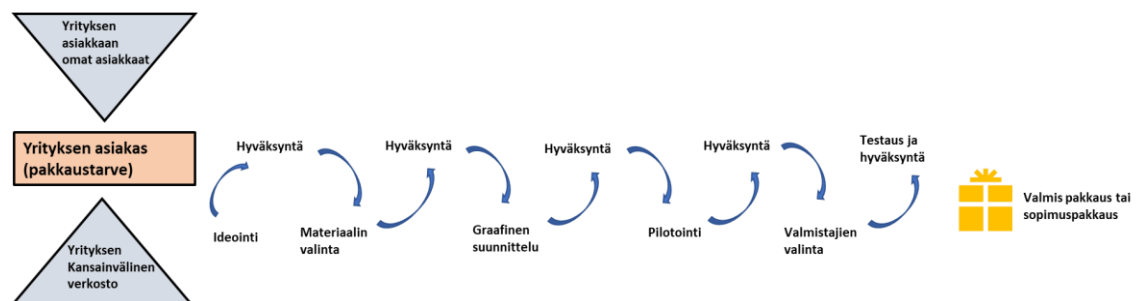 Yrityksen
asiakkaan
omat asiakkaat
Yrityksen asiakas
(pakkaustarve)
Yrityksen
Kansainvälinen
verkosto
Ideointi
Hyväksyntä
Materiaalin
valinta
Hyväksyntä
Graafinen
suunnittelu
Hyväksyntä
Pilotointi
Hyväksyntä
Valmistajien
valinta
Testaus ja
hyväksyntä
Valmis pakkaus tai
sopimuspakkaus